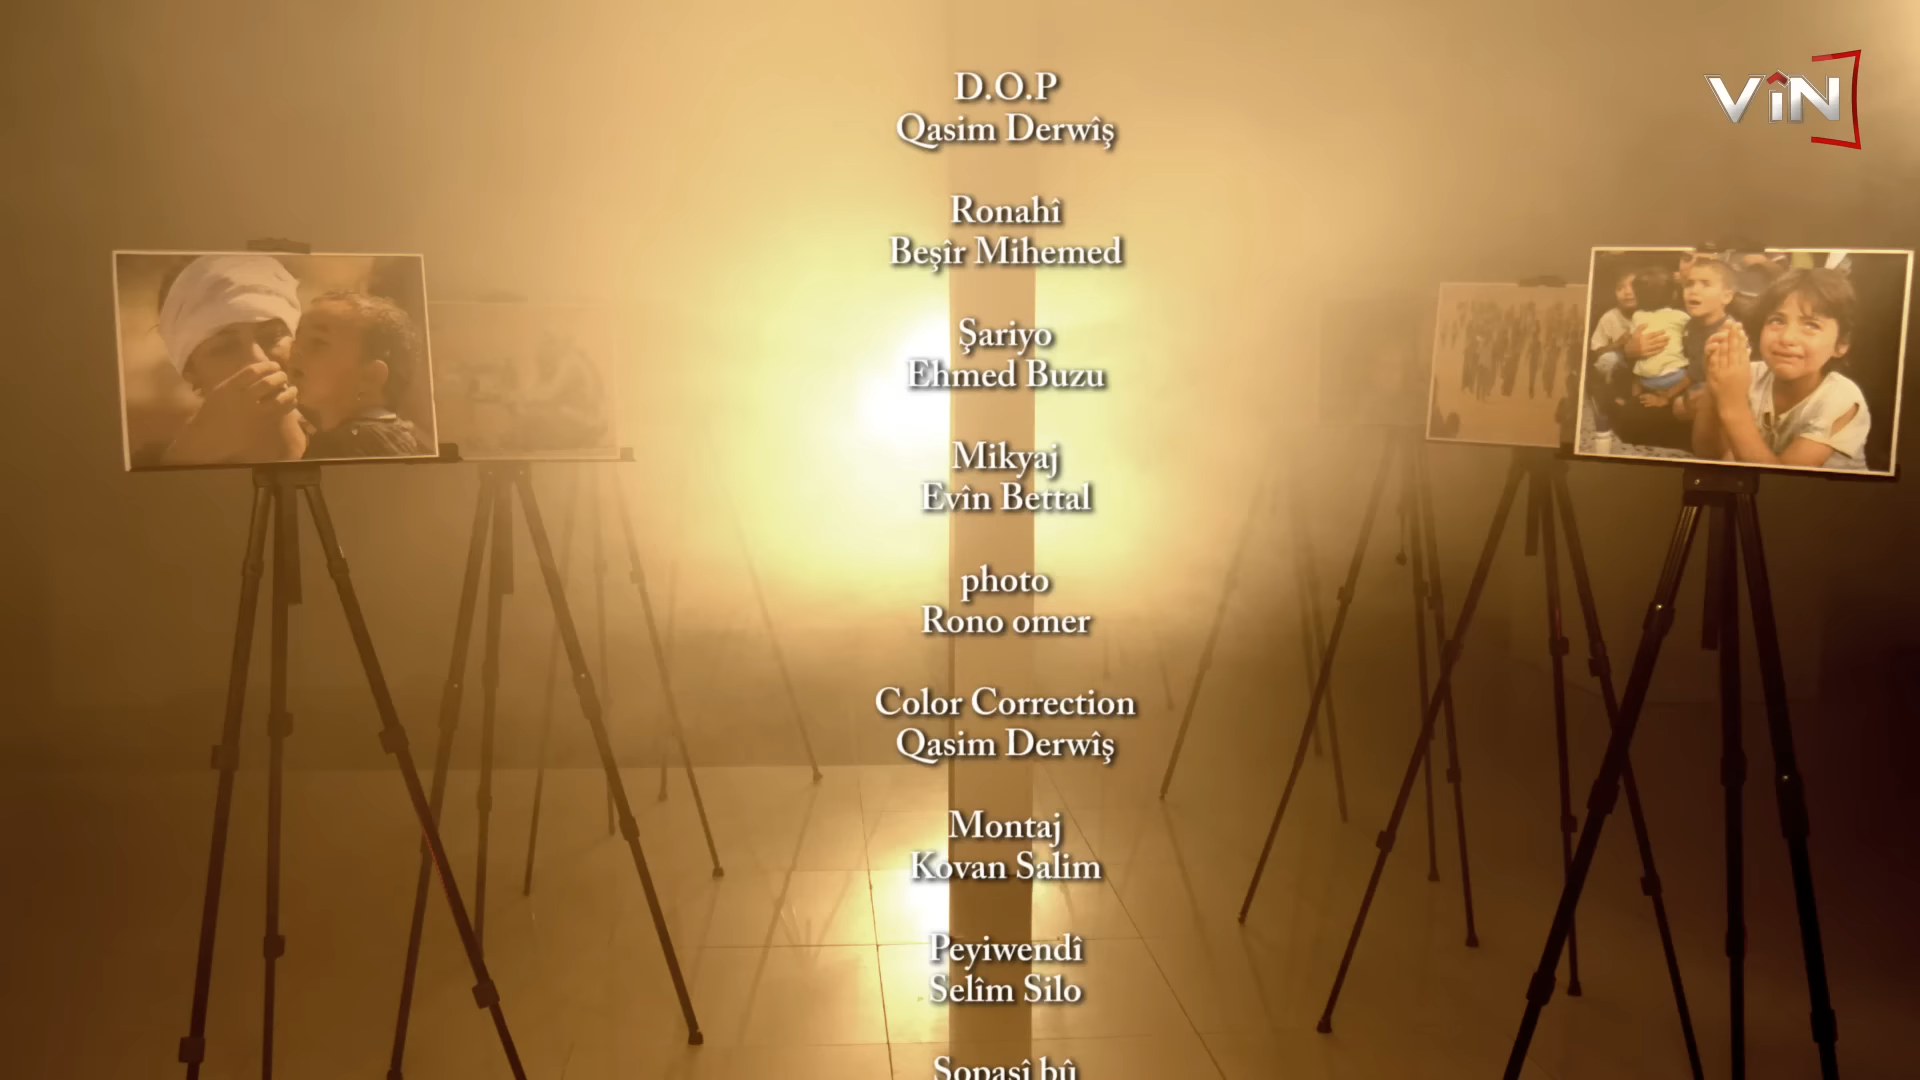 D.O.P
Qasim Derwîş
Ronahî
Beşîr Mihemed
Şariyo
Ehmed Buzu
Mikyaj
Evîn Bettal
photo
Rono omer
Color Correction
Qasim Derwîş
Montaj
Kovan Salim
Peyiwendî
Selîm Silo
Sopasî bû
VîN